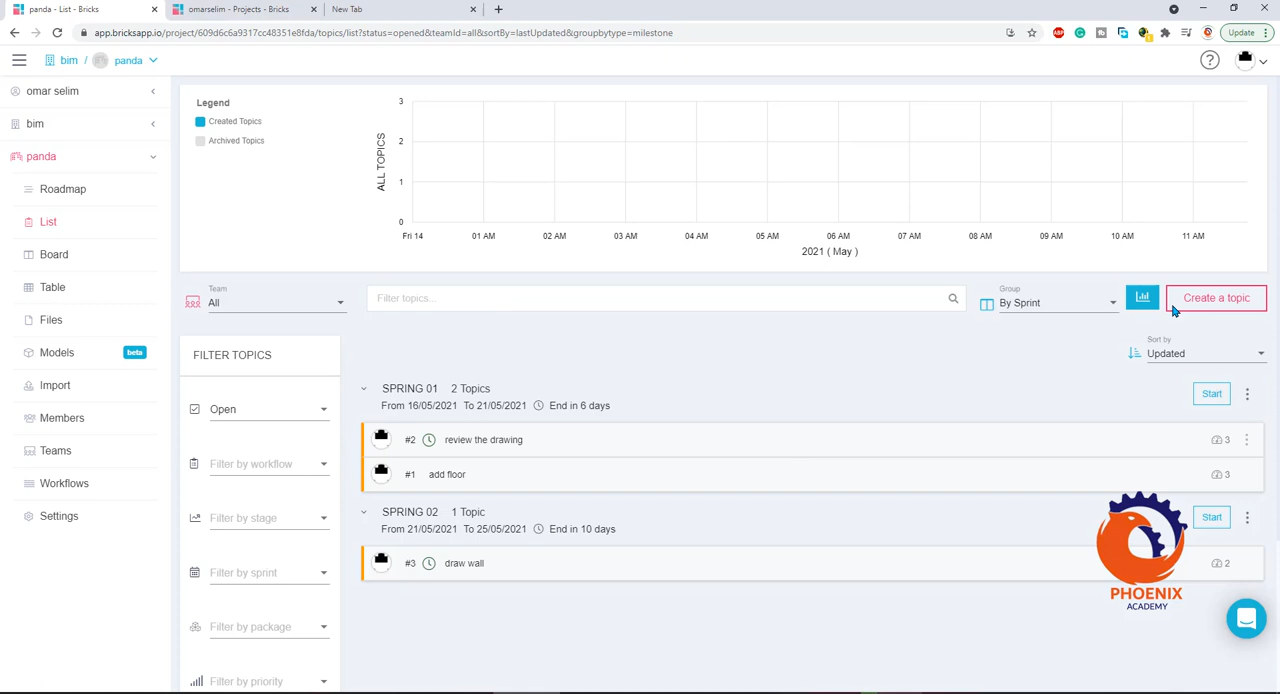 panda - List - Bricks
omarselim - Projects - Bricks
New Tab
app.bricksapp.io/project/609d6c6a9317cc48351e8fda/topics/list?status=opened&teamId=all&sortBy=lastUpdated&groupbytype=milestone
ABP
Update
bim / panda
omar selim
bim
panda
Roadmap
List
Board
Table
Files
Models beta
Import
Members
Teams
Workflows
Settings
Legend
Created Topics
Archived Topics
ALL TOPICS
3
2
1
0
Fri 14 01 AM 02 AM 03 AM 04 AM 05 AM 06 AM 07 AM 08 AM 09 AM 10 AM 11 AM
2021 ( May )
Team
All
Filter topics...
Group
By Sprint
Create a topic
Sort by
Updated
FILTER TOPICS
Open
Filter by workflow
Filter by stage
Filter by sprint
Filter by package
Filter by priority
SPRING 01 2 Topics
From 16/05/2021 To 21/05/2021 End in 6 days
Start
#2 review the drawing 3
#1 add floor 3
SPRING 02 1 Topic
From 21/05/2021 To 25/05/2021 End in 10 days
Start
#3 draw wall 2
PHOENIX
ACADEMY